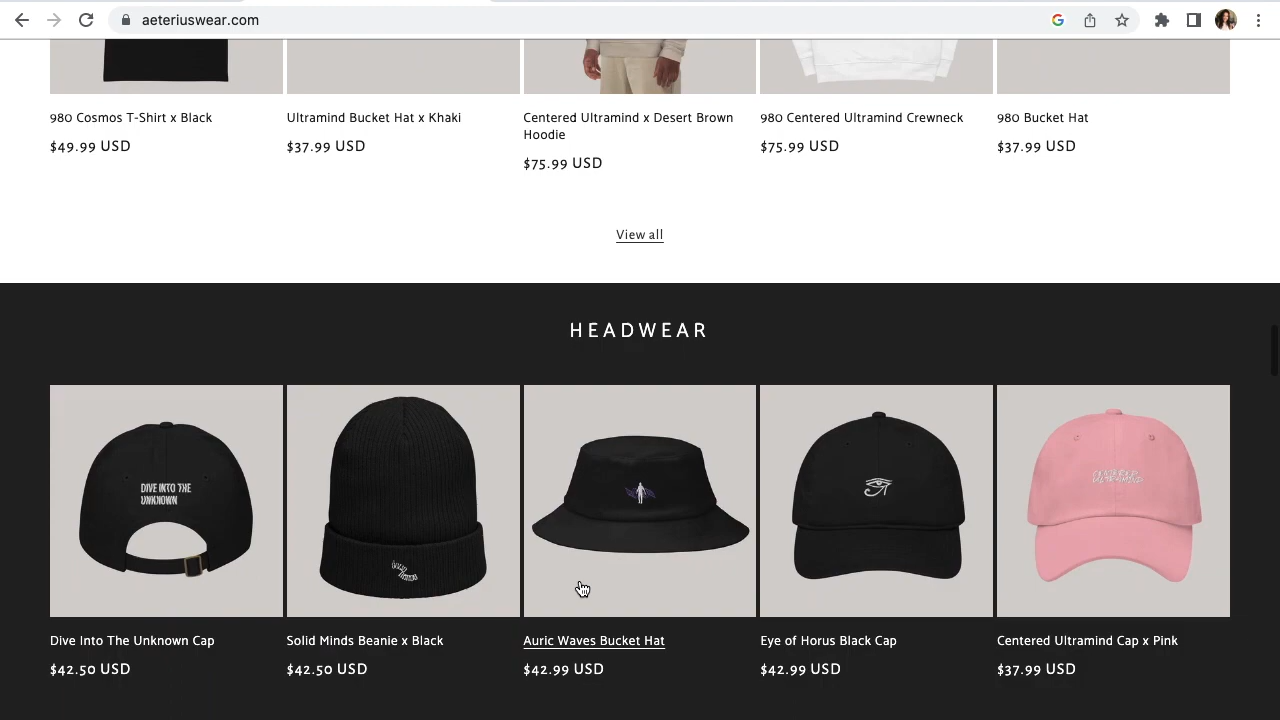 aeteriuswear.com
980 Cosmos T-Shirt x Black
$49.99 USD
Ultramind Bucket Hat x Khaki
$37.99 USD
Centered Ultramind x Desert Brown
Hoodie
$75.99 USD
980 Centered Ultramind Crewneck
$75.99 USD
980 Bucket Hat
$37.99 USD
View all
HEADWEAR
DIVE INTO THE
UNKNOWN
Dive Into The Unknown Cap
$42.50 USD
Solid Minds Beanie x Black
$42.50 USD
Auric Waves Bucket Hat
$42.99 USD
Eye of Horus Black Cap
$42.99 USD
Centered Ultramind Cap x Pink
$37.99 USD